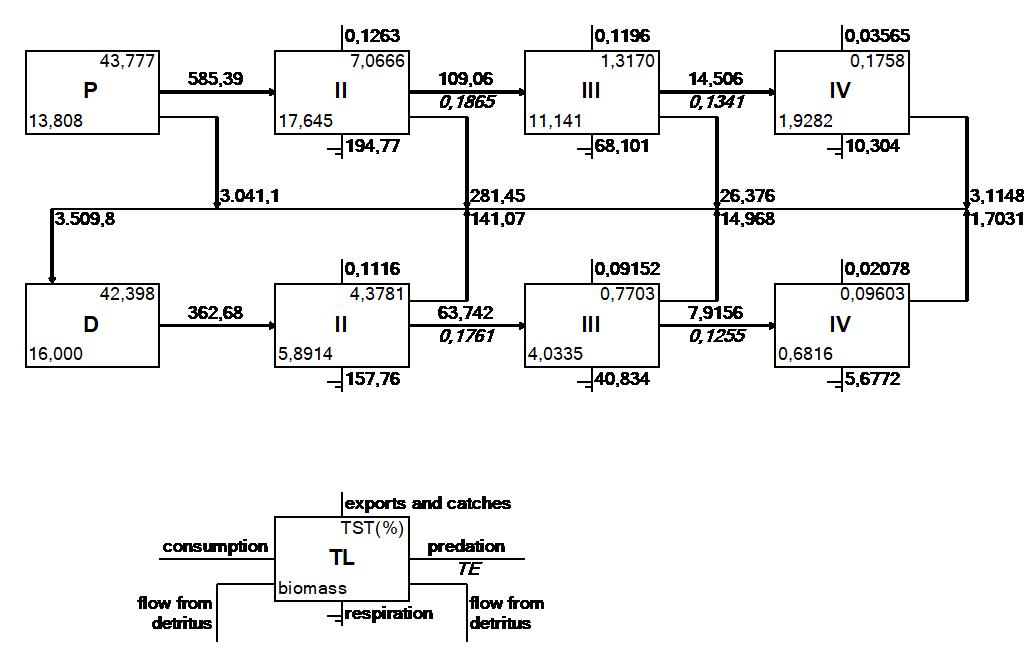 0,1263
0,1196
0,03565
43,777
7,0666
1,3170
0,1758
P
585,39
II
109,06
III
14,506
IV
0,1865
0,1341
13,808
17,645
11,141
1,9282
194,77
68,101
10,304
3.041,1
281,45
26,376
3,1148
3.509,8
141,07
14,968
1,7031
0,1116
0,09152
0,02078
42,398
4,3781
0,7703
0,09603
D
362,68
II
63,742
III
7,9156
IV
0,1761
0,1255
16,000
5,8914
4,0335
0,6816
157,76
40,834
5,6772
exports and catches
TST(%)
consumption
TL
predation
TE
biomass
flow from
detritus
respiration
flow from
detritus